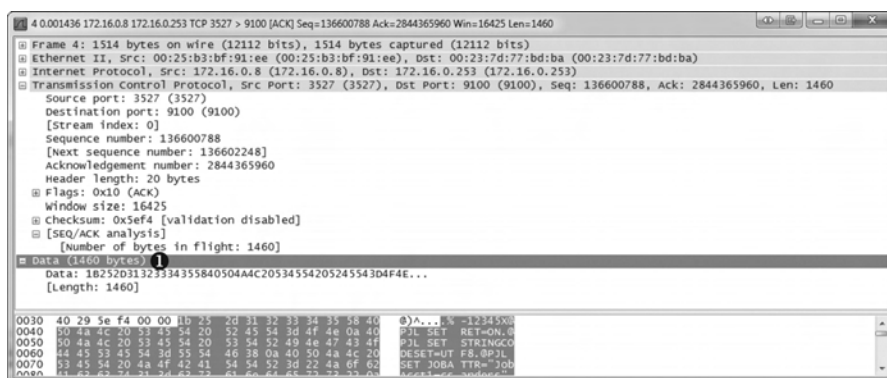 4 0.001436 172.16.0.8 172.16.0.253 TCP 3527 > 9100 [ACK] Seq=136600788 Ack=2844365960 Win=16425 Len=1460
Frame 4: 1514 bytes on wire (12112 bits), 1514 bytes captured (12112 bits)
Ethernet II, Src: 00:25:b3:bf:91:ee (00:25:b3:bf:91:ee), Dst: 00:23:7d:77:bd:ba (00:23:7d:77:bd:ba)
Internet Protocol, Src: 172.16.0.8 (172.16.0.8), Dst: 172.16.0.253 (172.16.0.253)
Transmission Control Protocol, Src Port: 3527 (3527), Dst Port: 9100 (9100), Seq: 136600788, Ack: 2844365960, Len: 1460
Source port: 3527 (3527)
Destination port: 9100 (9100)
[Stream index: 0]
Sequence number: 136600788
[Next sequence number: 136602248]
Acknowledgement number: 2844365960
Header length: 20 bytes
Flags: 0x10 (ACK)
Window size: 16425
Checksum: 0x5ef4 [validation disabled]
[SEQ/ACK analysis]
[Number of bytes in flight: 1460]
Data (1460 bytes) 1
Data: 1B252D31323334355840504A4C20534554205245543D4F4E...
[Length: 1460]
0030 40 29 5e f4 00 00 1b 25 2d 31 32 33 34 35 58 40 @)^....% -12345X@
0040 50 4a 4c 20 53 45 54 20 52 45 54 3d 4f 4e 0a 40 PJL SET RET=ON.@
0050 50 4a 4c 20 53 45 54 20 53 54 52 49 4e 47 43 4f PJL SET STRINGCO
0060 44 45 53 45 54 3d 55 54 46 38 0a 40 50 4a 4c 20 DESET=UT F8.@PJL
0070 53 45 54 20 4a 4f 42 41 54 54 52 3d 22 4a 6f 62 SET JOBA TTR="Job